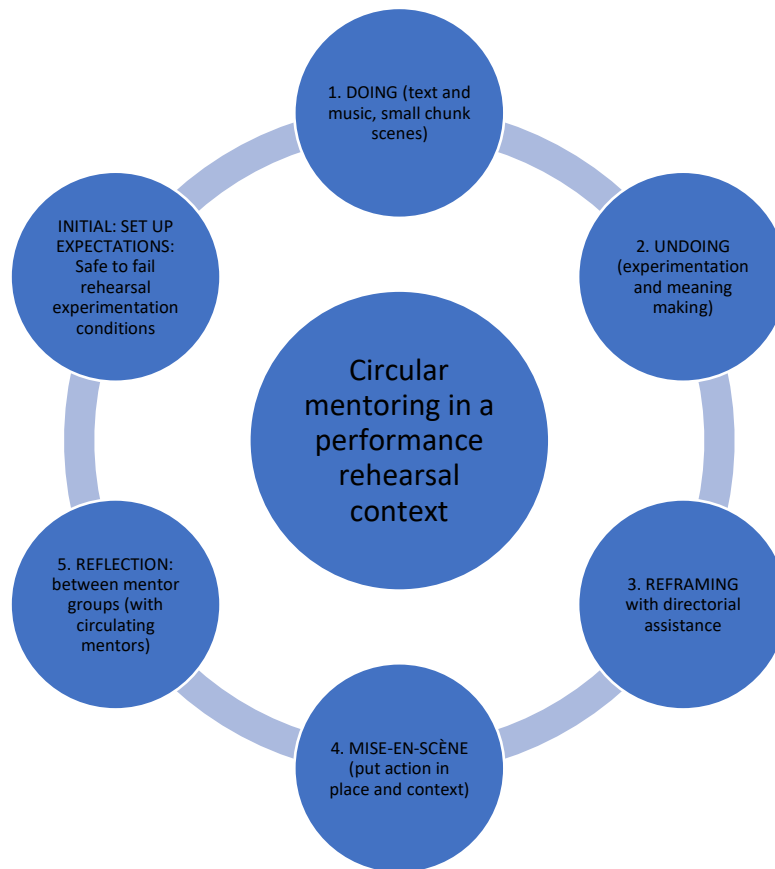 1. DOING (text and
music, small chunk
scenes)
2. UNDOING
(experimentation
and meaning
making)
3. REFRAMING
with directorial
assistance
4. MISE-EN-SCÈNE
(put action in
place and context)
5. REFLECTION:
between mentor
groups (with
circulating
mentors)
INITIAL: SET UP
EXPECTATIONS:
Safe to fail
rehearsal
experimentation
conditions
Circular
mentoring in a
performance
rehearsal
context